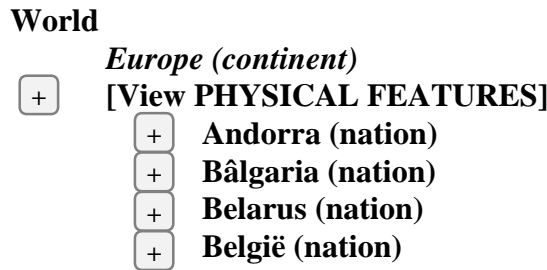 World
Europe (continent)
+ [View PHYSICAL FEATURES]
+ Andorra (nation)
+ Bâlgaria (nation)
+ Belarus (nation)
+ België (nation)